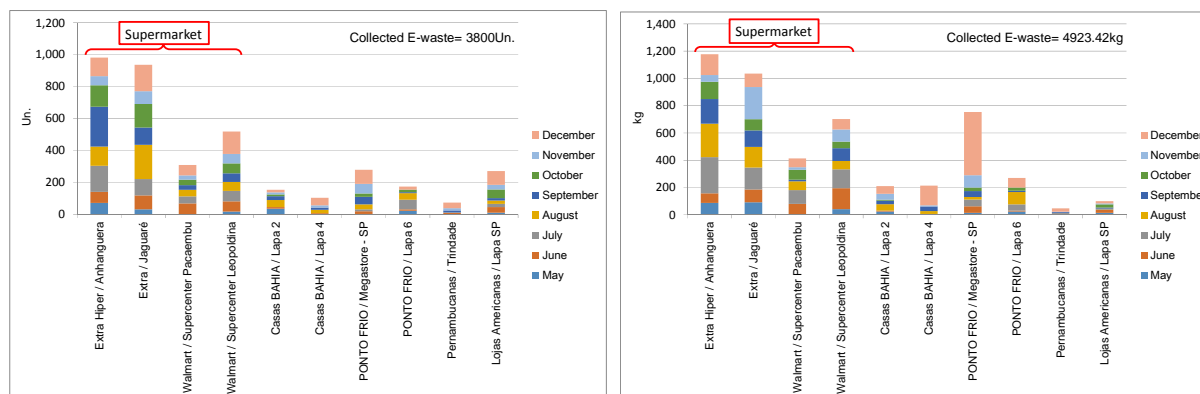 Supermarket
Collected E-waste= 3800Un.
Un.
1,200
1,000
800
600
400
200
0
December
November
October
September
August
July
June
May
Extra Hiper / Anhanguera
Extra / Jaguaré
Walmart / Supercenter Pacaembu
Walmart / Supercenter Leopoldina
Casas BAHIA / Lapa 2
Casas BAHIA / Lapa 4
PONTO FRIO / Megastore - SP
PONTO FRIO / Lapa 6
Pernambucanas / Trindade
Lojas Americanas / Lapa SP
Supermarket
Collected E-waste= 4923.42kg
kg
1,400
1,200
1,000
800
600
400
200
0
December
November
October
September
August
July
June
May
Extra Hiper / Anhanguera
Extra / Jaguaré
Walmart / Supercenter Pacaembu
Walmart / Supercenter Leopoldina
Casas BAHIA / Lapa 2
Casas BAHIA / Lapa 4
PONTO FRIO / Megastore - SP
PONTO FRIO / Lapa 6
Pernambucanas / Trindade
Lojas Americanas / Lapa SP